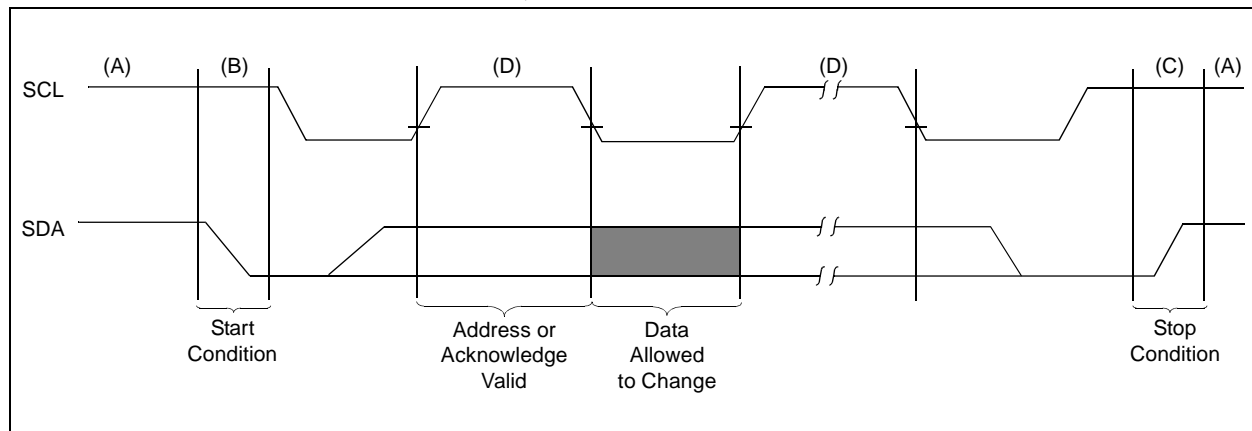 (A) (B) (D) (D) (C) (A)
SCL
SDA
Start
Condition
Address or
Acknowledge
Valid
Data
Allowed
to Change
Stop
Condition